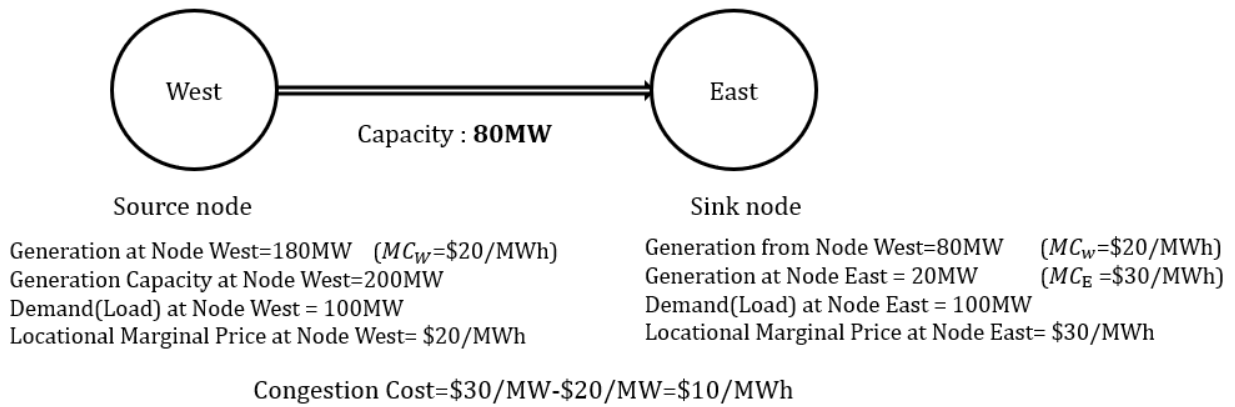 West
East
Capacity : 80MW
Source node
Sink node
Generation at Node West=180MW (MC_W=$20/MWh)
Generation Capacity at Node West=200MW
Demand(Load) at Node West = 100MW
Locational Marginal Price at Node West= $20/MWh
Generation from Node West=80MW (MC_w=$20/MWh)
Generation at Node East = 20MW (MC_E =$30/MWh)
Demand(Load) at Node East = 100MW
Locational Marginal Price at Node East= $30/MWh
Congestion Cost=$30/MW-$20/MW=$10/MWh